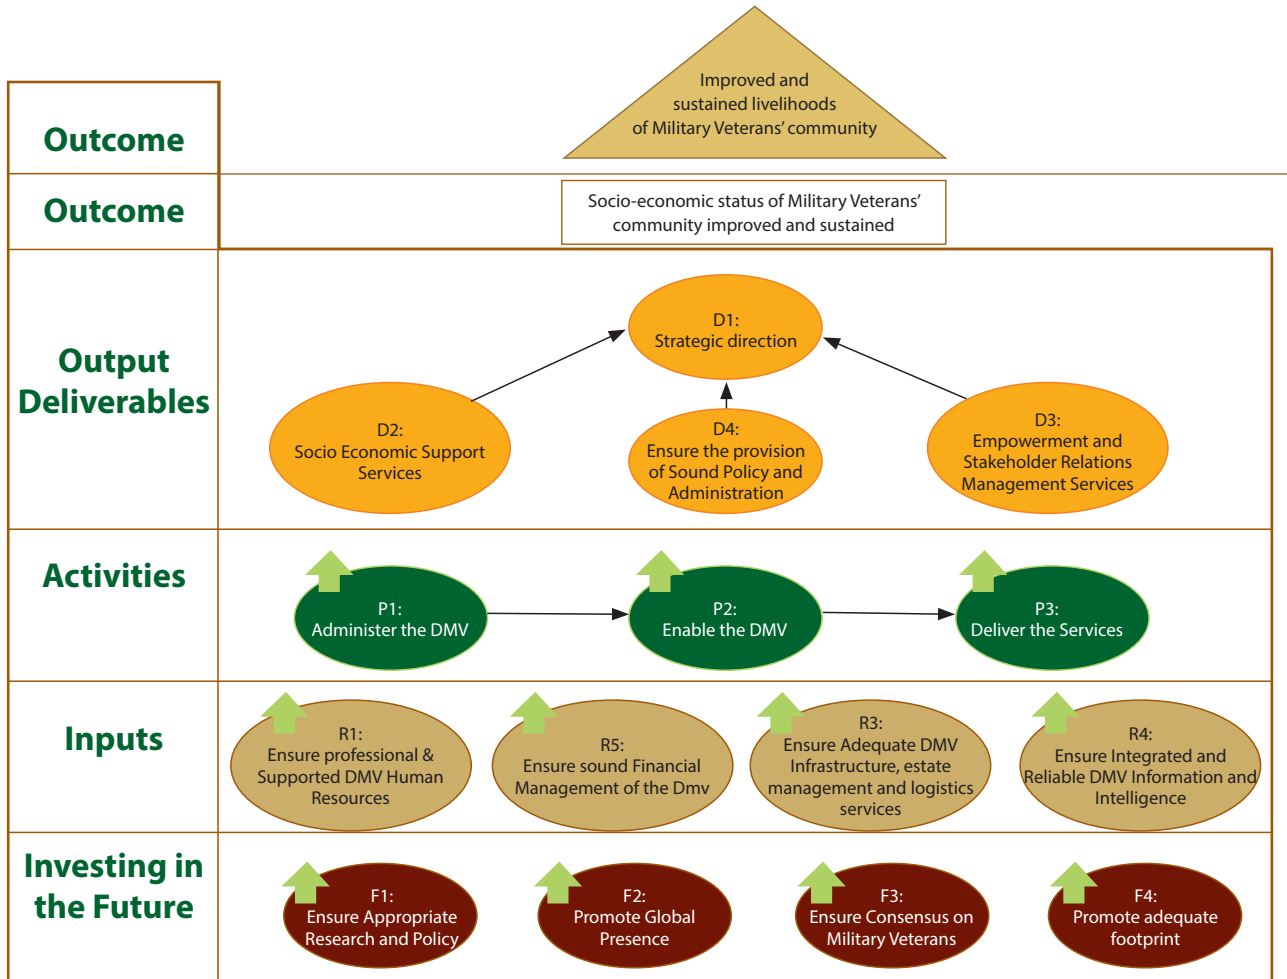 Outcome
Improved and
sustained livelihoods
of Military Veterans' community
Outcome
Socio-economic status of Military Veterans'
community improved and sustained
Output
Deliverables
D1:
Strategic direction
D2:
Socio Economic Support
Services
D4:
Ensure the provision
of Sound Policy and
Administration
D3:
Empowerment and
Stakeholder Relations
Management Services
Activities
P1:
Administer the DMV
P2:
Enable the DMV
P3:
Deliver the Services
Inputs
R1:
Ensure professional &
Supported DMV Human
Resources
R5:
Ensure sound Financial
Management of the Dmv
R3:
Ensure Adequate DMV
Infrastructure, estate
management and logistics
services
R4:
Ensure Integrated and
Reliable DMV Information and
Intelligence
Investing in
the Future
F1:
Ensure Appropriate
Research and Policy
F2:
Promote Global
Presence
F3:
Ensure Consensus on
Military Veterans
F4:
Promote adequate
footprint